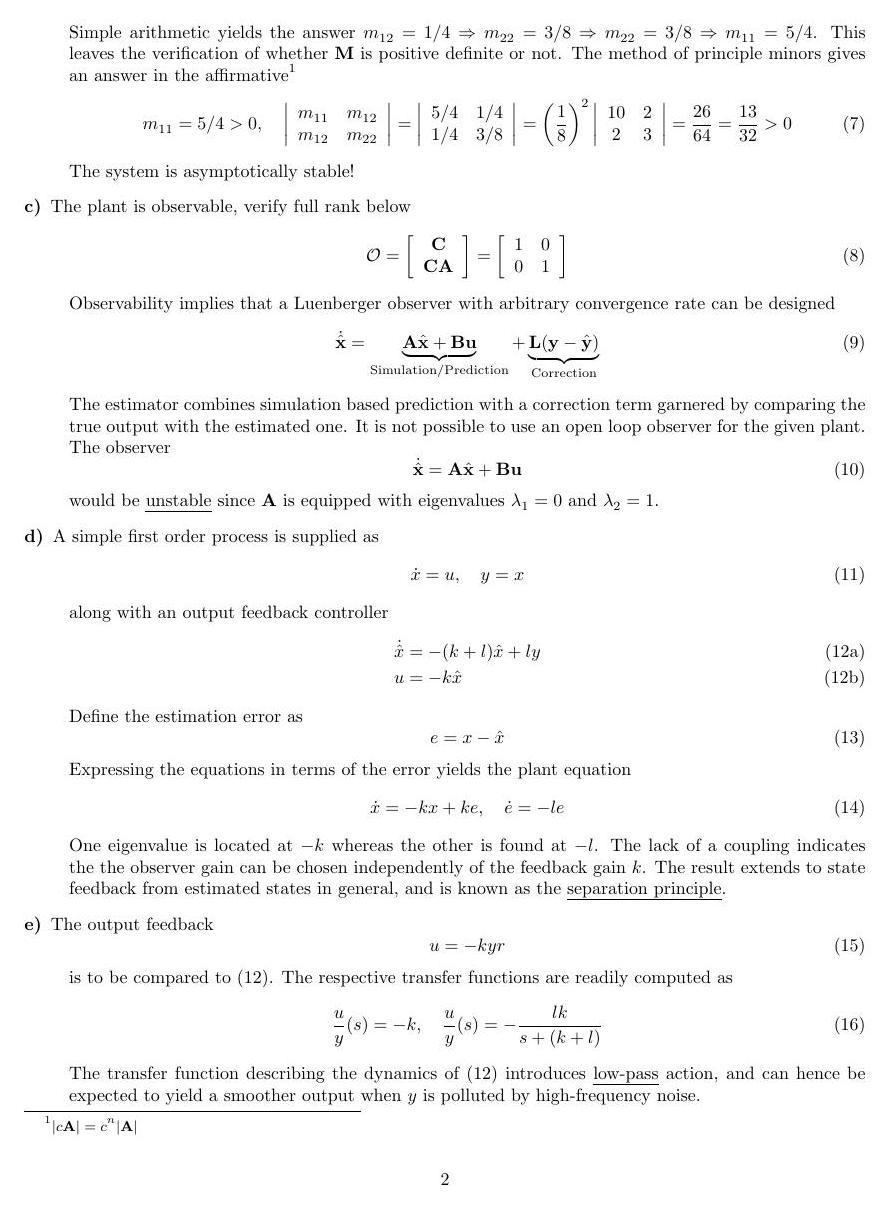 Simple arithmetic yields the answer m₁₂ = 1/4 ⇒ m₂₂ = 3/8 ⇒ m₂₂ = 3/8 ⇒ m₁₁ = 5/4. This
leaves the verification of whether M is positive definite or not. The method of principle minors gives
an answer in the affirmative¹
m₁₁ = 5/4 > 0, | m₁₁ m₁₂ ; m₁₂ m₂₂ | = | 5/4 1/4 ; 1/4 3/8 | = (1/8)² | 10 2 ; 2 3 | = 26/64 = 13/32 > 0 (7)
The system is asymptotically stable!
c) The plant is observable, verify full rank below
𝒪 = [ C ; CA ] = [ 1 0 ; 0 1 ] (8)
Observability implies that a Luenberger observer with arbitrary convergence rate can be designed
x̂̇ = Ax̂ + Bu + L(y − ŷ) (9)
Simulation/Prediction Correction
The estimator combines simulation based prediction with a correction term garnered by comparing the
true output with the estimated one. It is not possible to use an open loop observer for the given plant.
The observer
x̂̇ = Ax̂ + Bu (10)
would be unstable since A is equipped with eigenvalues λ₁ = 0 and λ₂ = 1.
d) A simple first order process is supplied as
ẋ = u, y = x (11)
along with an output feedback controller
x̂̇ = −(k + l)x̂ + ly (12a)
u = −kx̂ (12b)
Define the estimation error as
e = x − x̂ (13)
Expressing the equations in terms of the error yields the plant equation
ẋ = −kx + ke, ė = −le (14)
One eigenvalue is located at −k whereas the other is found at −l. The lack of a coupling indicates
the the observer gain can be chosen independently of the feedback gain k. The result extends to state
feedback from estimated states in general, and is known as the separation principle.
e) The output feedback
u = −kyr (15)
is to be compared to (12). The respective transfer functions are readily computed as
u/y(s) = −k, u/y(s) = − lk/(s + (k + l)) (16)
The transfer function describing the dynamics of (12) introduces low-pass action, and can hence be
expected to yield a smoother output when y is polluted by high-frequency noise.
¹|cA| = cⁿ|A|
2